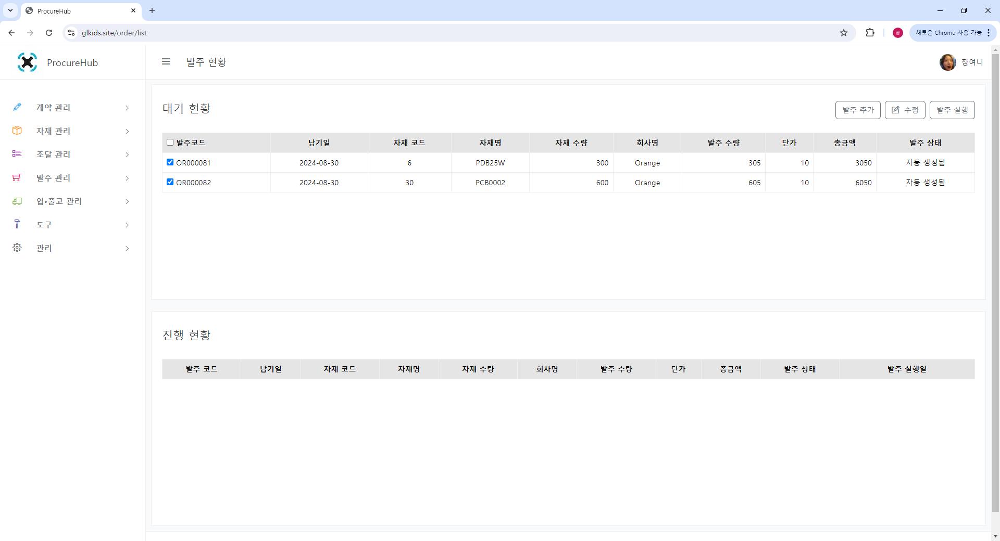 ProcureHub
glkids.site/order/list
새로운 Chrome 사용 가능
ProcureHub
발주 현황
장여니
계약 관리
자재 관리
조달 관리
발주 관리
입•출고 관리
도구
관리
대기 현황
발주 추가 수정 발주 실행
발주코드 납기일 자재 코드 자재명 자재 수량 회사명 발주 수량 단가 총금액 발주 상태
OR000081 2024-08-30 6 PDB25W 300 Orange 305 10 3050 자동 생성됨
OR000082 2024-08-30 30 PCB0002 600 Orange 605 10 6050 자동 생성됨
진행 현황
발주 코드 납기일 자재 코드 자재명 자재 수량 회사명 발주 수량 단가 총금액 발주 상태 발주 실행일